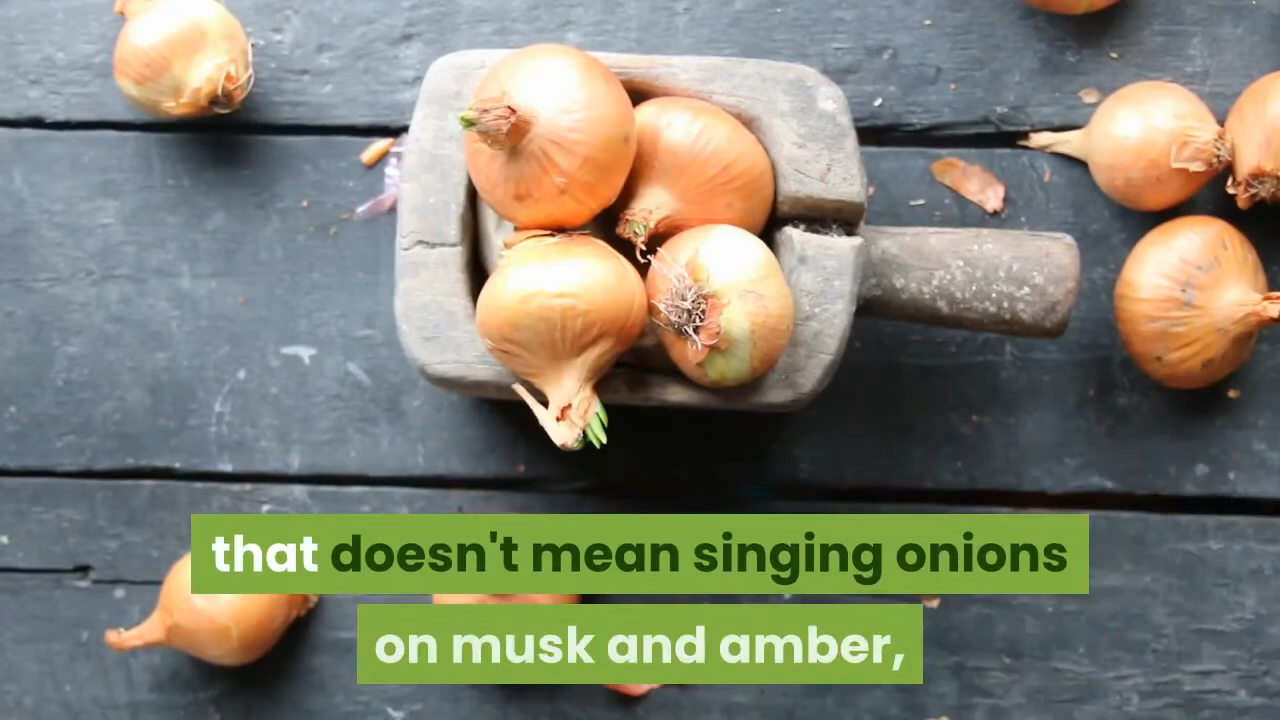 that doesn't mean singing onions
on musk and amber,